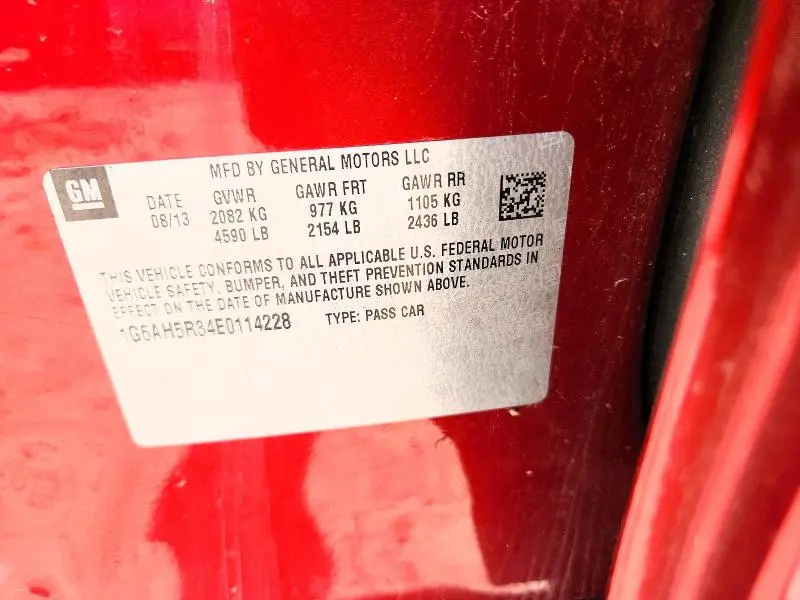 MFD BY GENERAL MOTORS LLC
GM
DATE GVWR GAWR FRT GAWR RR
08/13 2082 KG 977 KG 1105 KG
4590 LB 2154 LB 2436 LB
THIS VEHICLE CONFORMS TO ALL APPLICABLE U.S. FEDERAL MOTOR
VEHICLE SAFETY, BUMPER, AND THEFT PREVENTION STANDARDS IN
EFFECT ON THE DATE OF MANUFACTURE SHOWN ABOVE.
1G6AH5R34E0114228 TYPE: PASS CAR